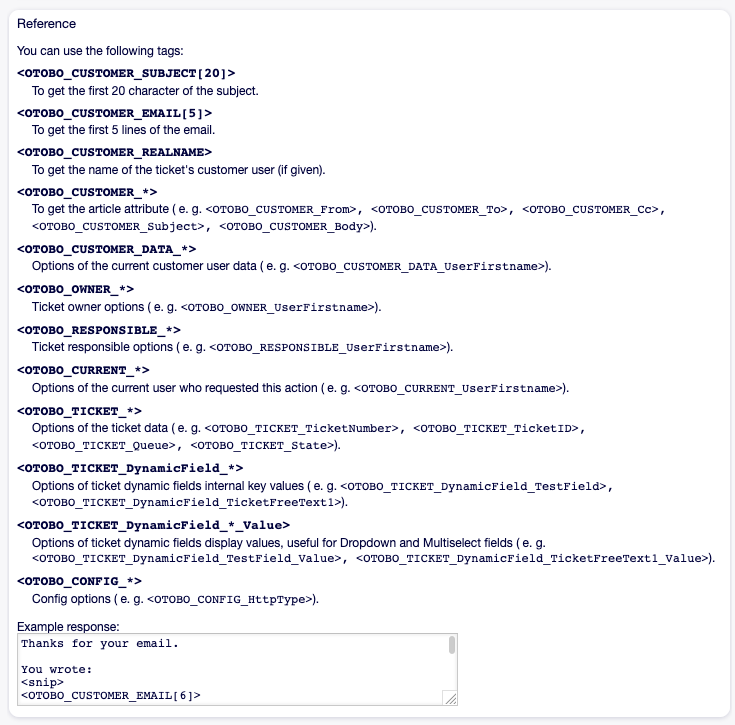 Reference
You can use the following tags:
<OTOBO_CUSTOMER_SUBJECT[20]>
To get the first 20 character of the subject.
<OTOBO_CUSTOMER_EMAIL[5]>
To get the first 5 lines of the email.
<OTOBO_CUSTOMER_REALNAME>
To get the name of the ticket's customer user (if given).
<OTOBO_CUSTOMER_*>
To get the article attribute ( e. g. <OTOBO_CUSTOMER_From>, <OTOBO_CUSTOMER_To>, <OTOBO_CUSTOMER_Cc>,
<OTOBO_CUSTOMER_Subject>, <OTOBO_CUSTOMER_Body>).
<OTOBO_CUSTOMER_DATA_*>
Options of the current customer user data ( e. g. <OTOBO_CUSTOMER_DATA_UserFirstname>).
<OTOBO_OWNER_*>
Ticket owner options ( e. g. <OTOBO_OWNER_UserFirstname>).
<OTOBO_RESPONSIBLE_*>
Ticket responsible options ( e. g. <OTOBO_RESPONSIBLE_UserFirstname>).
<OTOBO_CURRENT_*>
Options of the current user who requested this action ( e. g. <OTOBO_CURRENT_UserFirstname>).
<OTOBO_TICKET_*>
Options of the ticket data ( e. g. <OTOBO_TICKET_TicketNumber>, <OTOBO_TICKET_TicketID>,
<OTOBO_TICKET_Queue>, <OTOBO_TICKET_State>).
<OTOBO_TICKET_DynamicField_*>
Options of ticket dynamic fields internal key values ( e. g. <OTOBO_TICKET_DynamicField_TestField>,
<OTOBO_TICKET_DynamicField_TicketFreeText1>).
<OTOBO_TICKET_DynamicField_*_Value>
Options of ticket dynamic fields display values, useful for Dropdown and Multiselect fields ( e. g.
<OTOBO_TICKET_DynamicField_TestField_Value>, <OTOBO_TICKET_DynamicField_TicketFreeText1_Value>).
<OTOBO_CONFIG_*>
Config options ( e. g. <OTOBO_CONFIG_HttpType>).
Example response:
Thanks for your email.
You wrote:
<snip>
<OTOBO_CUSTOMER_EMAIL[6]>